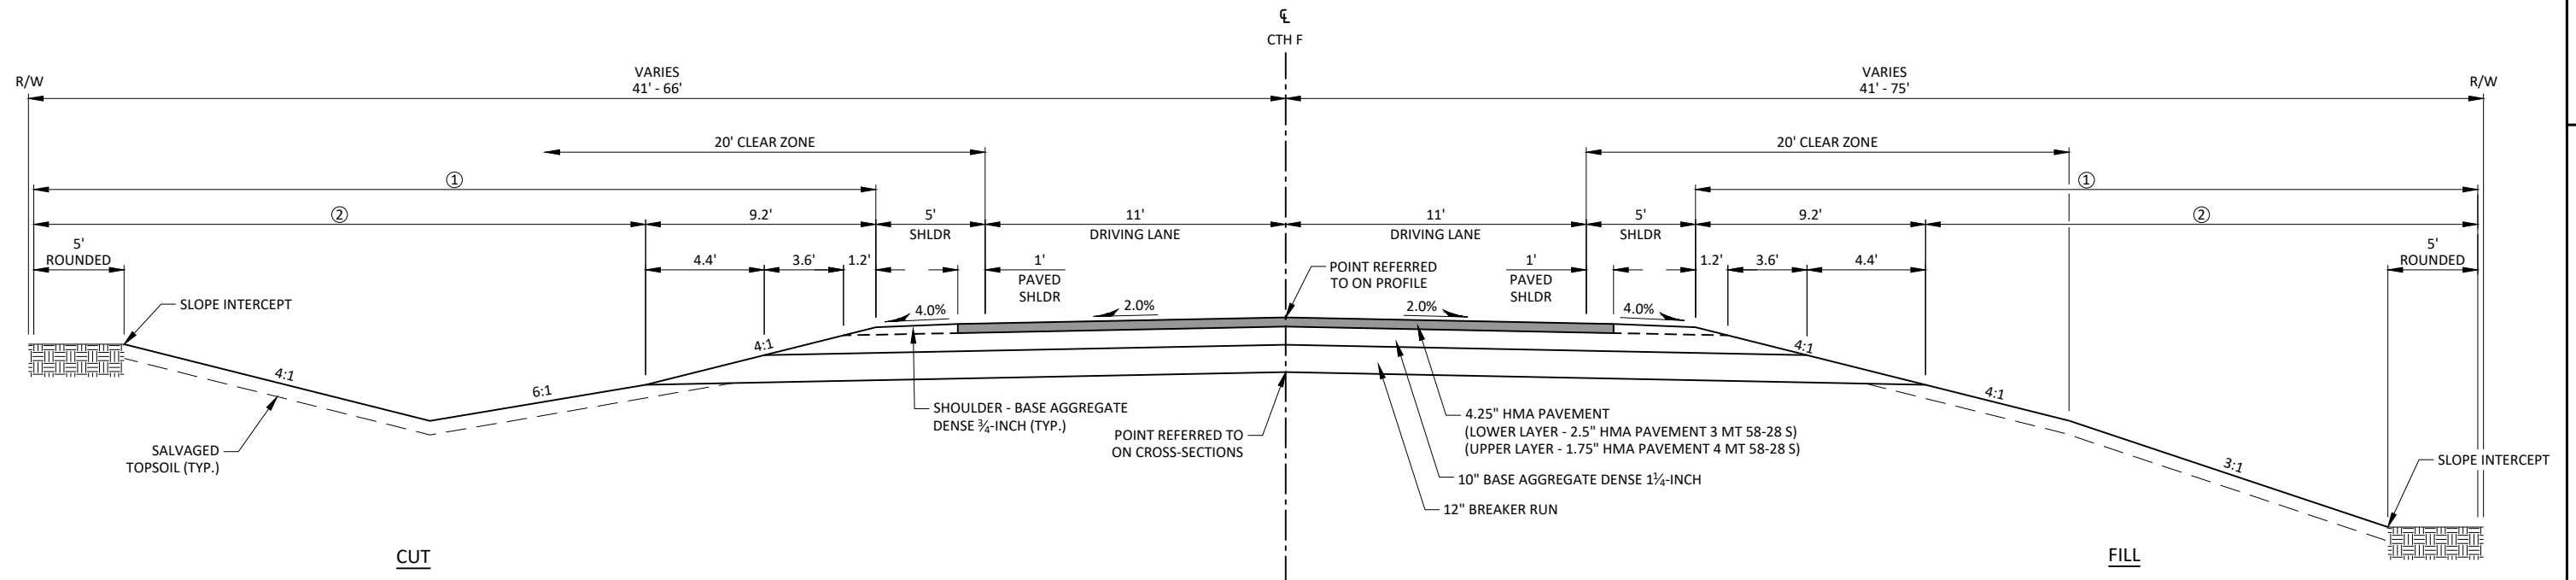 ℄
CTH F
R/W
VARIES
41' - 66'
VARIES
41' - 75'
R/W
20' CLEAR ZONE
20' CLEAR ZONE
①
①
②
9.2'
5'
SHLDR
11'
DRIVING LANE
11'
DRIVING LANE
5'
SHLDR
9.2'
②
5'
ROUNDED
4.4'
3.6'
1.2'
1'
PAVED
SHLDR
1'
PAVED
SHLDR
1.2'
3.6'
4.4'
5'
ROUNDED
POINT REFERRED
TO ON PROFILE
SLOPE INTERCEPT
4.0%
2.0%
2.0%
4.0%
4:1
4:1
4:1
6:1
4:1
3:1
SHOULDER - BASE AGGREGATE
DENSE ¾-INCH (TYP.)
POINT REFERRED TO
ON CROSS-SECTIONS
4.25" HMA PAVEMENT
(LOWER LAYER - 2.5" HMA PAVEMENT 3 MT 58-28 S)
(UPPER LAYER - 1.75" HMA PAVEMENT 4 MT 58-28 S)
10" BASE AGGREGATE DENSE 1¼-INCH
12" BREAKER RUN
SALVAGED
TOPSOIL (TYP.)
SLOPE INTERCEPT
CUT
FILL